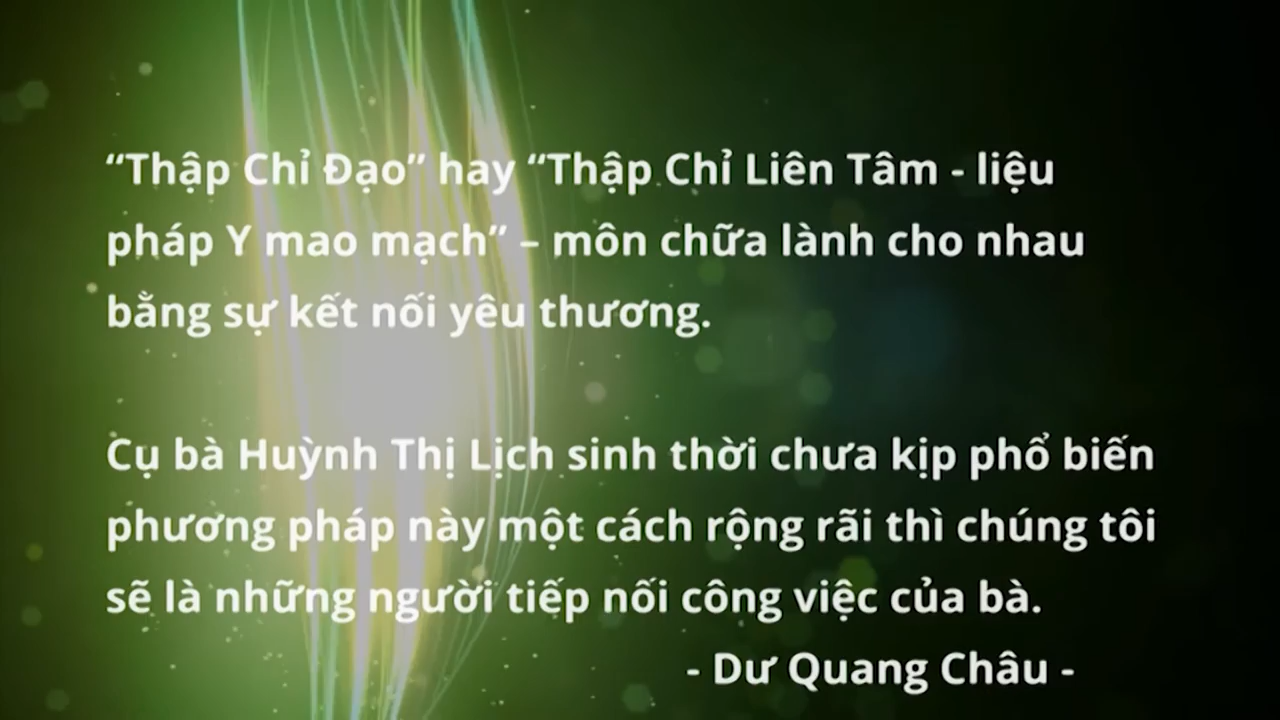 “Thập Chỉ Đạo” hay “Thập Chỉ Liên Tâm - liệu
pháp Y mao mạch” – môn chữa lành cho nhau
bằng sự kết nối yêu thương.
Cụ bà Huỳnh Thị Lịch sinh thời chưa kịp phổ biến
phương pháp này một cách rộng rãi thì chúng tôi
sẽ là những người tiếp nối công việc của bà.
- Dư Quang Châu -